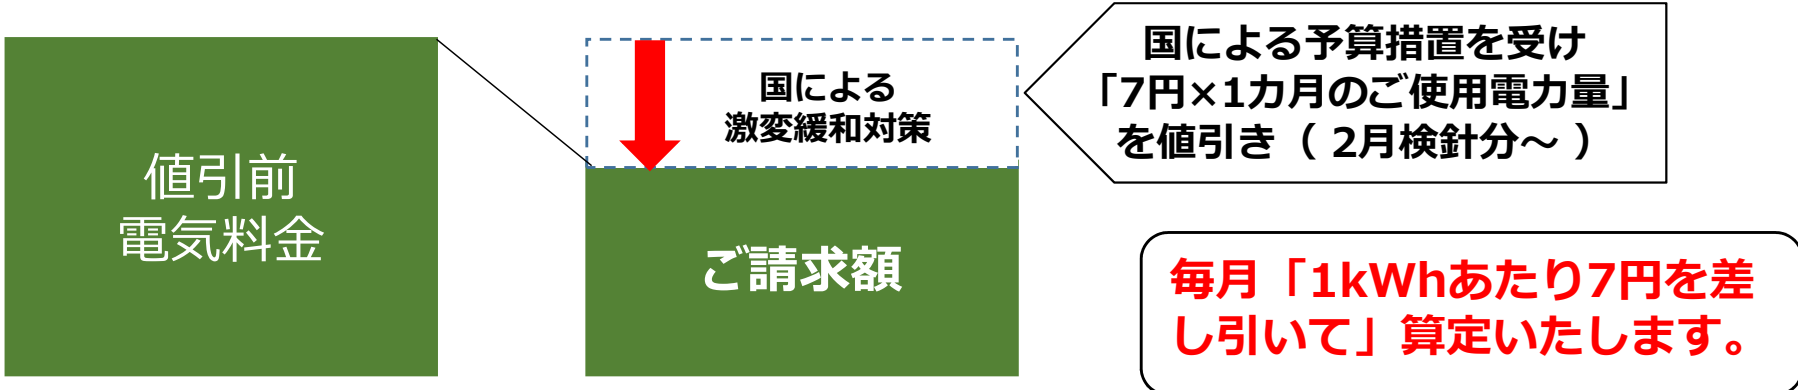 値引前
電気料金
国による
激変緩和対策
ご請求額
国による予算措置を受け
「7円×1カ月のご使用電力量」
を値引き（ 2月検針分～ ）
毎月「1kWhあたり7円を差
し引いて」算定いたします。